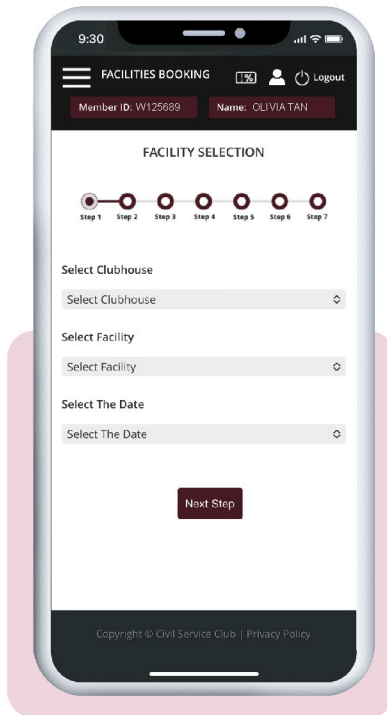 9:30
FACILITIES BOOKING % Logout
Member ID: W125689 Name: OLIVIA TAN
FACILITY SELECTION
Step 1 Step 2 Step 3 Step 4 Step 5 Step 6 Step 7
Select Clubhouse
Select Clubhouse
Select Facility
Select Facility
Select The Date
Select The Date
Next Step
Copyright © Civil Service Club | Privacy Policy